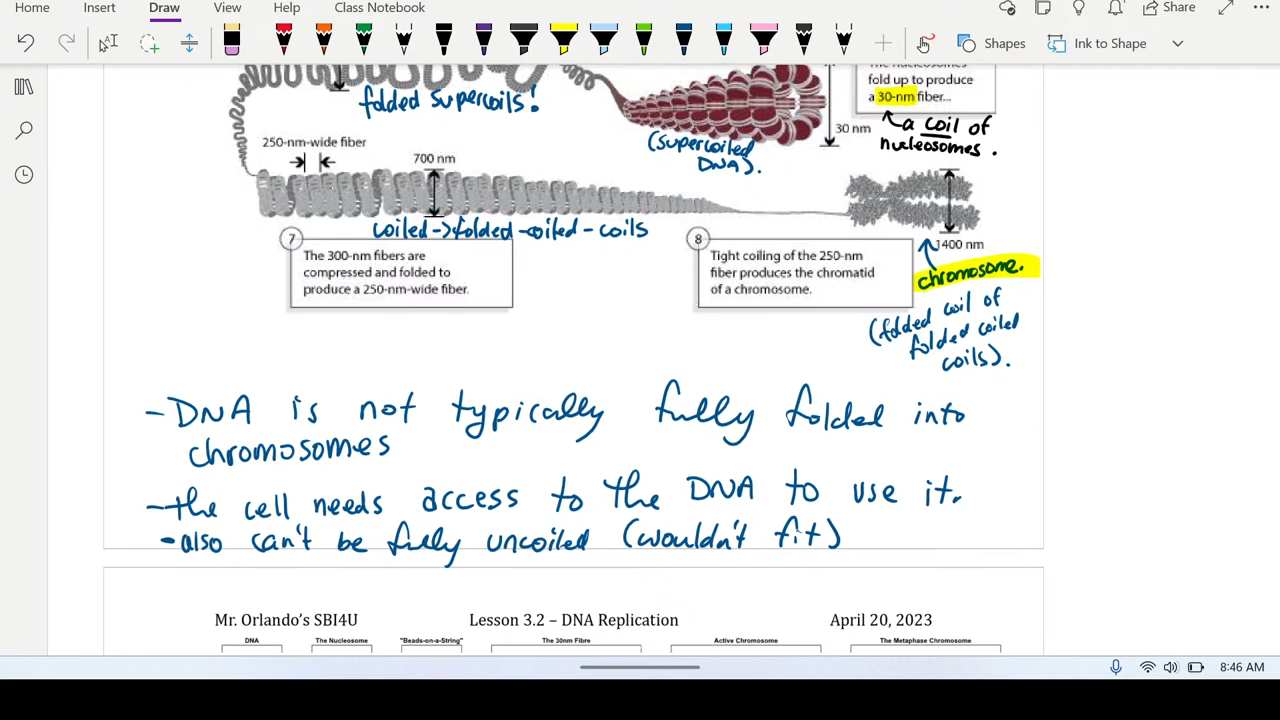 Home Insert Draw View Help Class Notebook Share
Shapes Ink to Shape
The nucleosomes
fold up to produce
a 30-nm fiber...
folded supercoils!
30 nm
a coil of
nucleosomes.
(supercoiled
DNA).
250-nm-wide fiber
700 nm
coiled->folded-coiled-coils
1400 nm
7
The 300-nm fibers are
compressed and folded to
produce a 250-nm-wide fiber.
8
Tight coiling of the 250-nm
fiber produces the chromatid
of a chromosome.
chromosome.
(folded coil of
folded coiled
coils).
- DNA is not typically fully folded into
chromosomes
- the cell needs access to the DNA to use it.
- also can't be fully uncoiled (wouldn't fit)
Mr. Orlando's SBI4U Lesson 3.2 – DNA Replication April 20, 2023
DNA The Nucleosome "Beads-on-a-String" The 30nm Fibre Active Chromosome The Metaphase Chromosome
8:46 AM